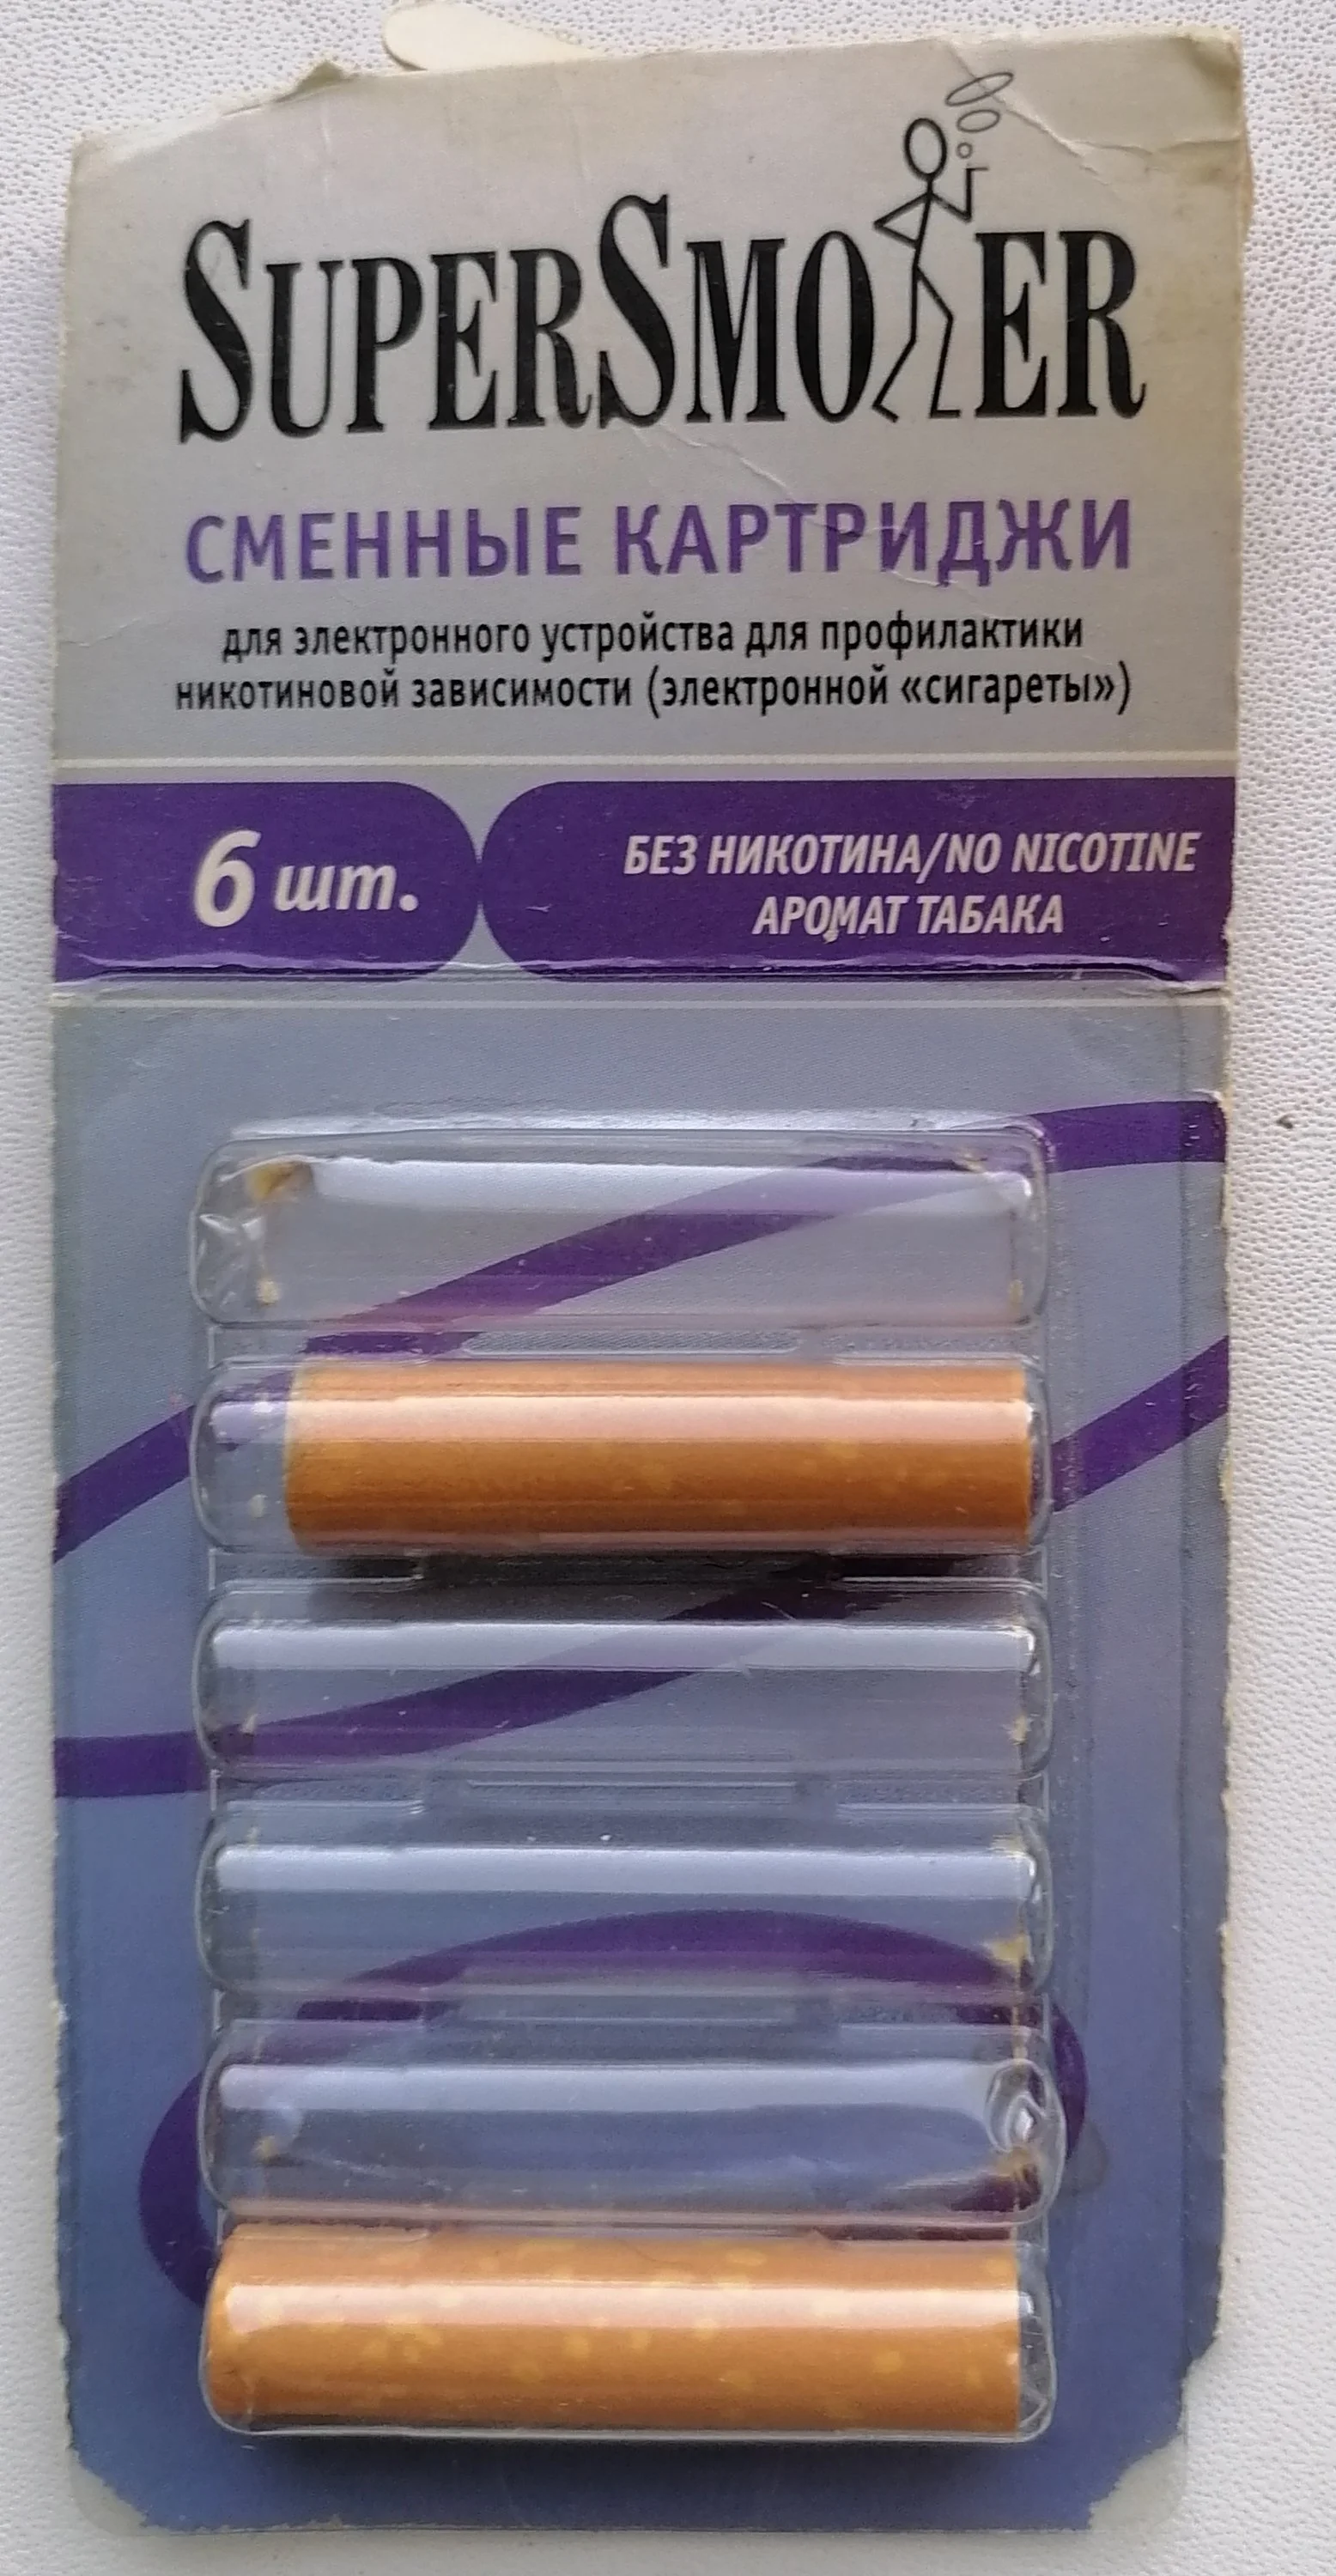 SUPERSMOKER
СМЕННЫЕ КАРТРИДЖИ
для электронного устройства для профилактики
никотиновой зависимости (электронной «сигареты»)
6 шт.
БЕЗ НИКОТИНА/NO NICOTINE
АРОМАТ ТАБАКА